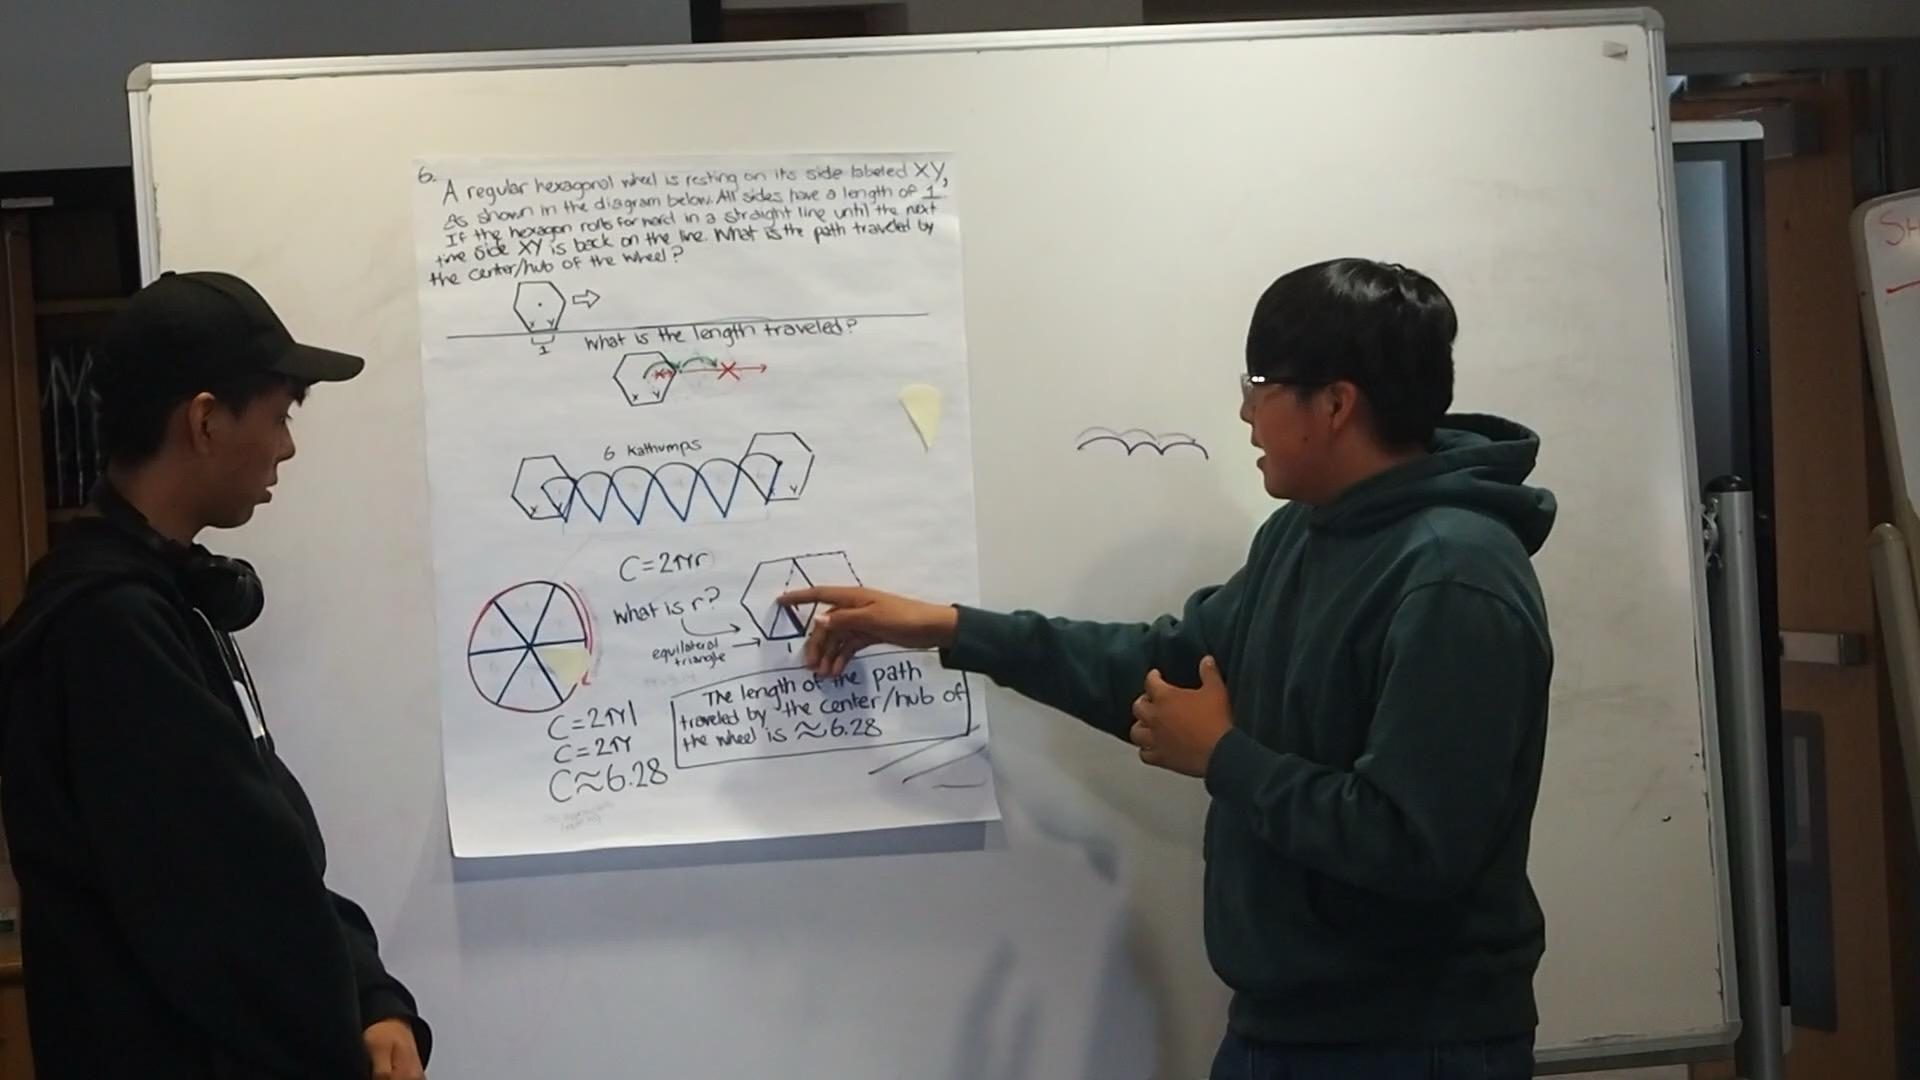 6.
A regular hexagonal wheel is resting on its side labeled XY,
As shown in the diagram below. All sides have a length of 1.
If the hexagon rolls forward in a straight line until the next
time side XY is back on the line. What is the path traveled by
the center/hub of the wheel?
X Y
1
What is the length traveled?
X Y
6 Kathumps
X Y
Y
C=2πr
What is r?
equilateral
triangle
1
C=2π1
C=2π
C≈6.28
The length of the path
traveled by the center/hub of
the wheel is ≈6.28